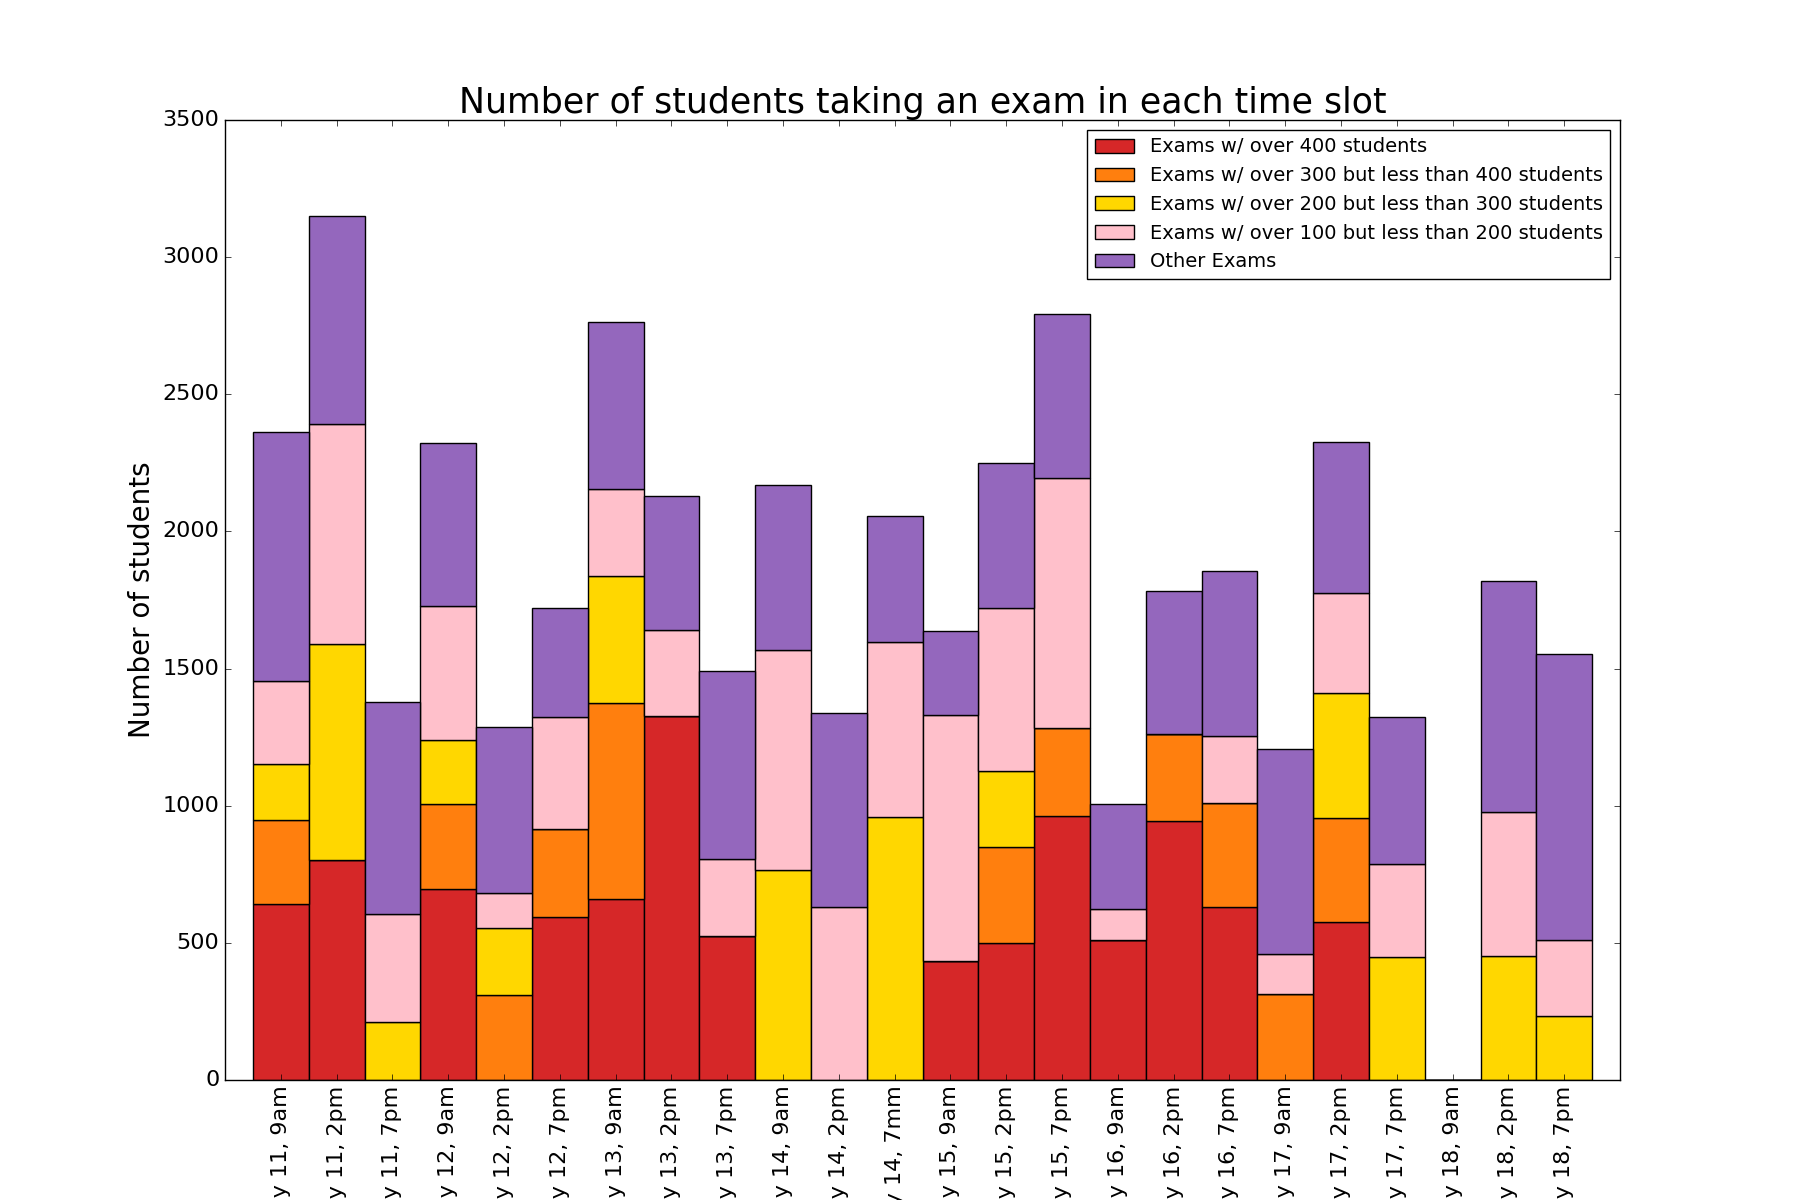 Number of students taking an exam in each time slot
3500
3000
2500
2000
1500
1000
500
0
Number of students
Exams w/ over 400 students
Exams w/ over 300 but less than 400 students
Exams w/ over 200 but less than 300 students
Exams w/ over 100 but less than 200 students
Other Exams
y 11, 9am
y 11, 2pm
y 11, 7pm
y 12, 9am
y 12, 2pm
y 12, 7pm
y 13, 9am
y 13, 2pm
y 13, 7pm
y 14, 9am
y 14, 2pm
y 14, 7mm
y 15, 9am
y 15, 2pm
y 15, 7pm
y 16, 9am
y 16, 2pm
y 16, 7pm
y 17, 9am
y 17, 2pm
y 17, 7pm
y 18, 9am
y 18, 2pm
y 18, 7pm